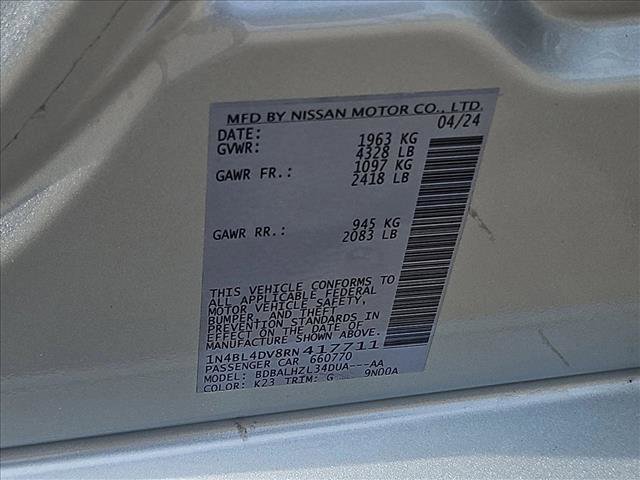 MFD BY NISSAN MOTOR CO., LTD.
DATE: 04/24
GVWR: 1963 KG
4328 LB
GAWR FR.: 1097 KG
2418 LB
GAWR RR.: 945 KG
2083 LB
THIS VEHICLE CONFORMS TO
ALL APPLICABLE FEDERAL
MOTOR VEHICLE SAFETY,
BUMPER, AND THEFT
PREVENTION STANDARDS IN
EFFECT ON THE DATE OF
MANUFACTURE SHOWN ABOVE.
1N4BL4DV8RN417711
PASSENGER CAR 660770
MODEL: BDBALHZL34DUA---AA
COLOR: K23 TRIM: G 9N00A